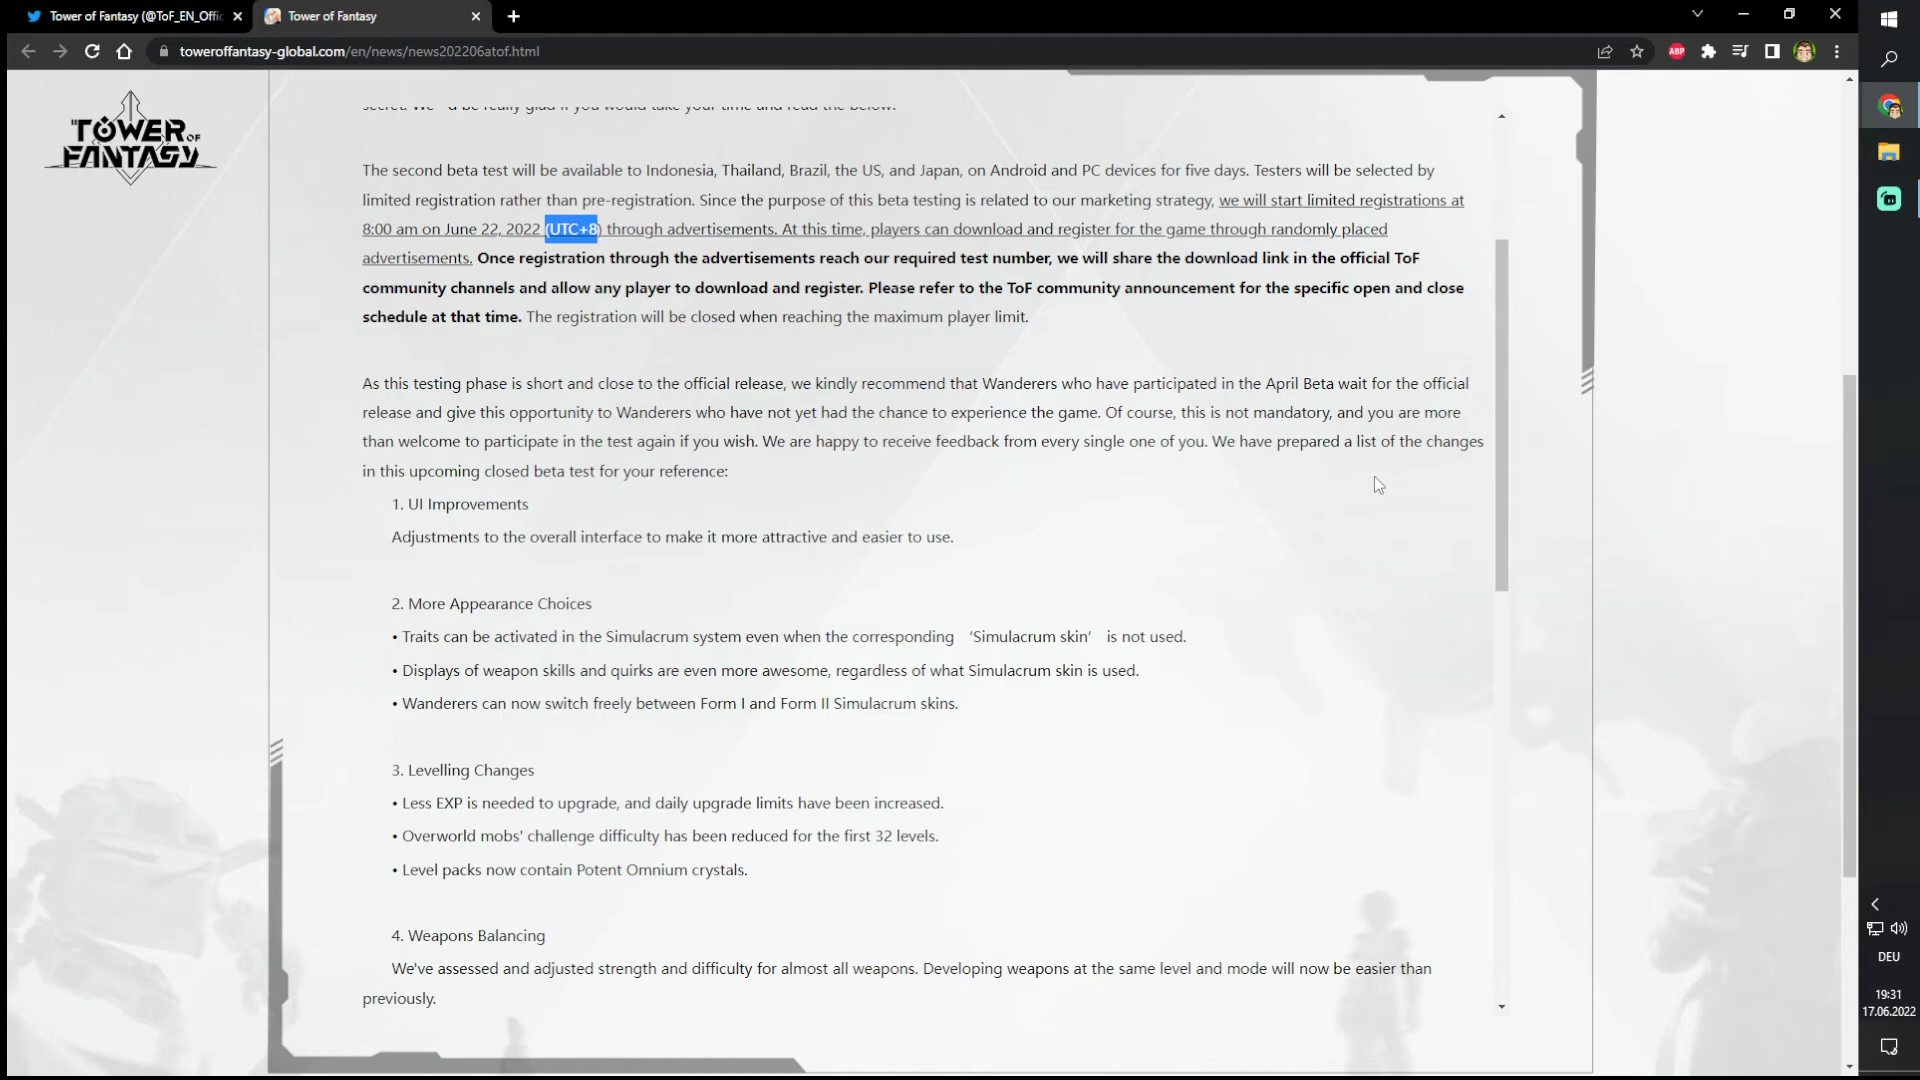 Tower of Fantasy (@ToF_EN_Offic
Tower of Fantasy
toweroffantasy-global.com/en/news/news202206atof.html
ABP
TOWER OF
FANTASY
secret. We d be really glad if you would take your time and read the below:
The second beta test will be available to Indonesia, Thailand, Brazil, the US, and Japan, on Android and PC devices for five days. Testers will be selected by
limited registration rather than pre-registration. Since the purpose of this beta testing is related to our marketing strategy, we will start limited registrations at
8:00 am on June 22, 2022 (UTC+8) through advertisements. At this time, players can download and register for the game through randomly placed
advertisements. Once registration through the advertisements reach our required test number, we will share the download link in the official ToF
community channels and allow any player to download and register. Please refer to the ToF community announcement for the specific open and close
schedule at that time. The registration will be closed when reaching the maximum player limit.
As this testing phase is short and close to the official release, we kindly recommend that Wanderers who have participated in the April Beta wait for the official
release and give this opportunity to Wanderers who have not yet had the chance to experience the game. Of course, this is not mandatory, and you are more
than welcome to participate in the test again if you wish. We are happy to receive feedback from every single one of you. We have prepared a list of the changes
in this upcoming closed beta test for your reference:
1. UI Improvements
Adjustments to the overall interface to make it more attractive and easier to use.
2. More Appearance Choices
• Traits can be activated in the Simulacrum system even when the corresponding ‘Simulacrum skin’ is not used.
• Displays of weapon skills and quirks are even more awesome, regardless of what Simulacrum skin is used.
• Wanderers can now switch freely between Form I and Form II Simulacrum skins.
3. Levelling Changes
• Less EXP is needed to upgrade, and daily upgrade limits have been increased.
• Overworld mobs' challenge difficulty has been reduced for the first 32 levels.
• Level packs now contain Potent Omnium crystals.
4. Weapons Balancing
We've assessed and adjusted strength and difficulty for almost all weapons. Developing weapons at the same level and mode will now be easier than
previously.
DEU
19:31
17.06.2022